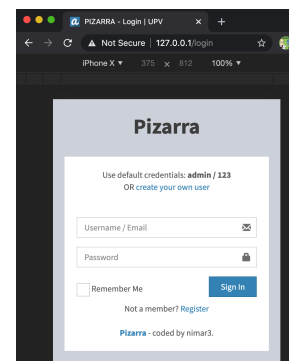 PIZARRA - Login | UPV
Not Secure | 127.0.0.1/login
iPhone X ▼ 375 x 812 100% ▼
Pizarra
Use default credentials: admin / 123
OR create your own user
Username / Email
Password
Remember Me
Sign In
Not a member? Register
Pizarra - coded by nimar3.